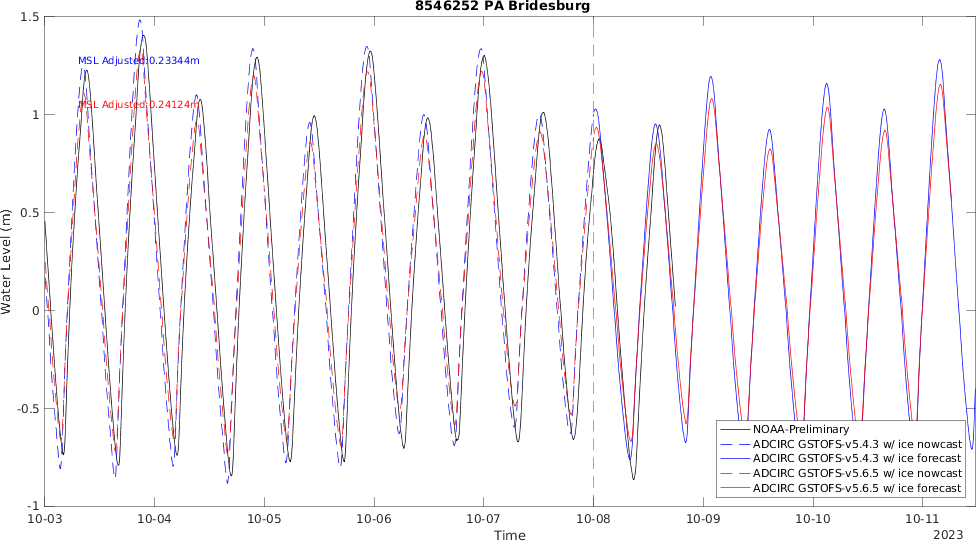 8546252 PA Bridesburg
1.5
1
0.5
0
-0.5
-1
Water Level (m)
MSL Adjusted:0.23344m
MSL Adjusted:0.24124m
NOAA-Preliminary
ADCIRC GSTOFS-v5.4.3 w/ ice nowcast
ADCIRC GSTOFS-v5.4.3 w/ ice forecast
ADCIRC GSTOFS-v5.6.5 w/ ice nowcast
ADCIRC GSTOFS-v5.6.5 w/ ice forecast
10-03 10-04 10-05 10-06 10-07 10-08 10-09 10-10 10-11
Time
2023